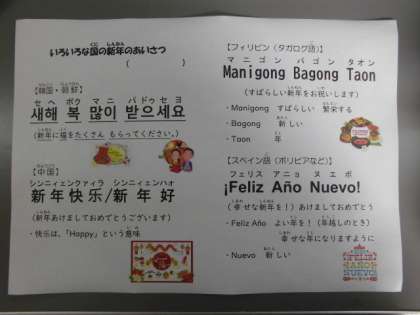 いろいろな国の新年のあいさつ
( )
【韓国・朝鮮】
セヘ ボク マニ バドゥセヨ
새해 복 많이 받으세요
(新年に福をたくさん もらってください。)
【中国】
シンニィェンクァィラ シンニィェンハォ
新年快乐/新年好
(新年あけましておめでとうございます)
・快乐は、「Happy」という意味
【フィリピン(タガログ語)】
マニゴン バゴン タオン
Manigong Bagong Taon
(すばらしい新年をお祝いします)
・Manigong すばらしい 繁栄する
・Bagong 新しい
・Taon 年
【スペイン語(ボリビアなど)】
フェリス アニョ ヌエボ
¡Feliz Año Nuevo!
(幸せな新年を!)あけましておめでとう
・Feliz Año よい年を!(年越しのとき)
幸せな年になりますように
・Nuevo 新しい
FELIZ
AÑO
NUEVO